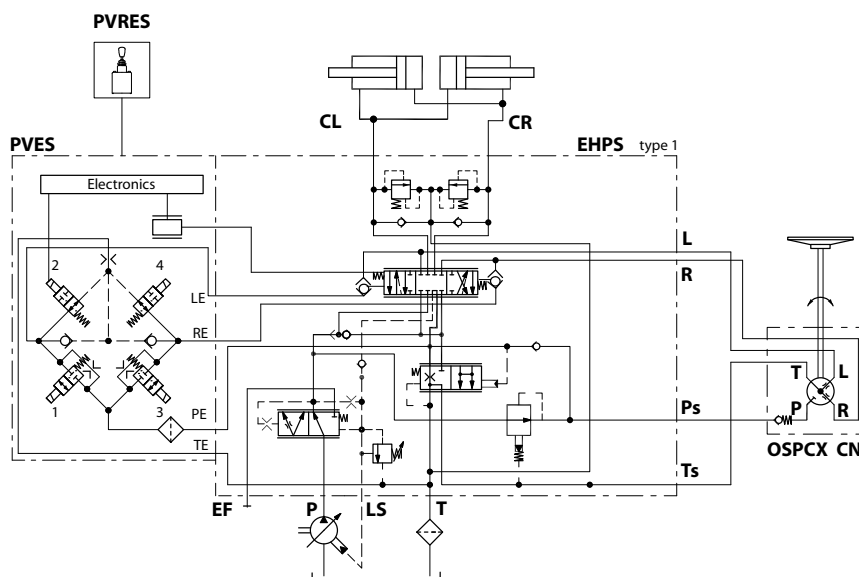 PVRES
CL
CR
PVES
EHPS type 1
Electronics
2
4
L
R
LE
RE
T
L
1
3
PE
Ps
P
R
TE
OSPCX CN
Ts
EF
P
LS
T